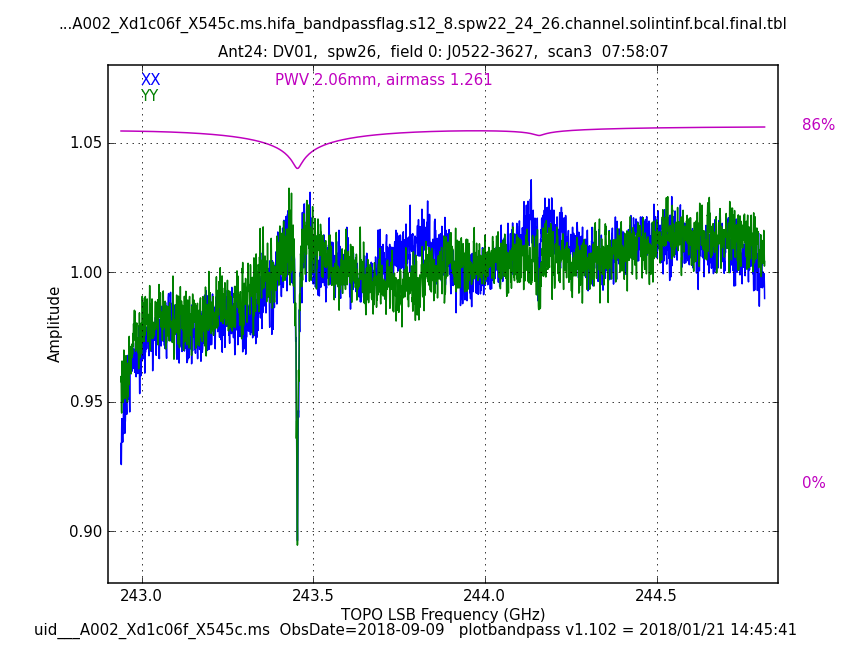 ...A002_Xd1c06f_X545c.ms.hifa_bandpassflag.s12_8.spw22_24_26.channel.solintinf.bcal.final.tbl
Ant24: DV01,  spw26,  field 0: J0522-3627,  scan3  07:58:07
XX
PWV 2.06mm, airmass 1.261
YY
86%
1.05
1.00
0.95
0.90
Amplitude
0%
243.0
243.5
244.0
244.5
TOPO LSB Frequency (GHz)
uid___A002_Xd1c06f_X545c.ms  ObsDate=2018-09-09   plotbandpass v1.102 = 2018/01/21 14:45:41